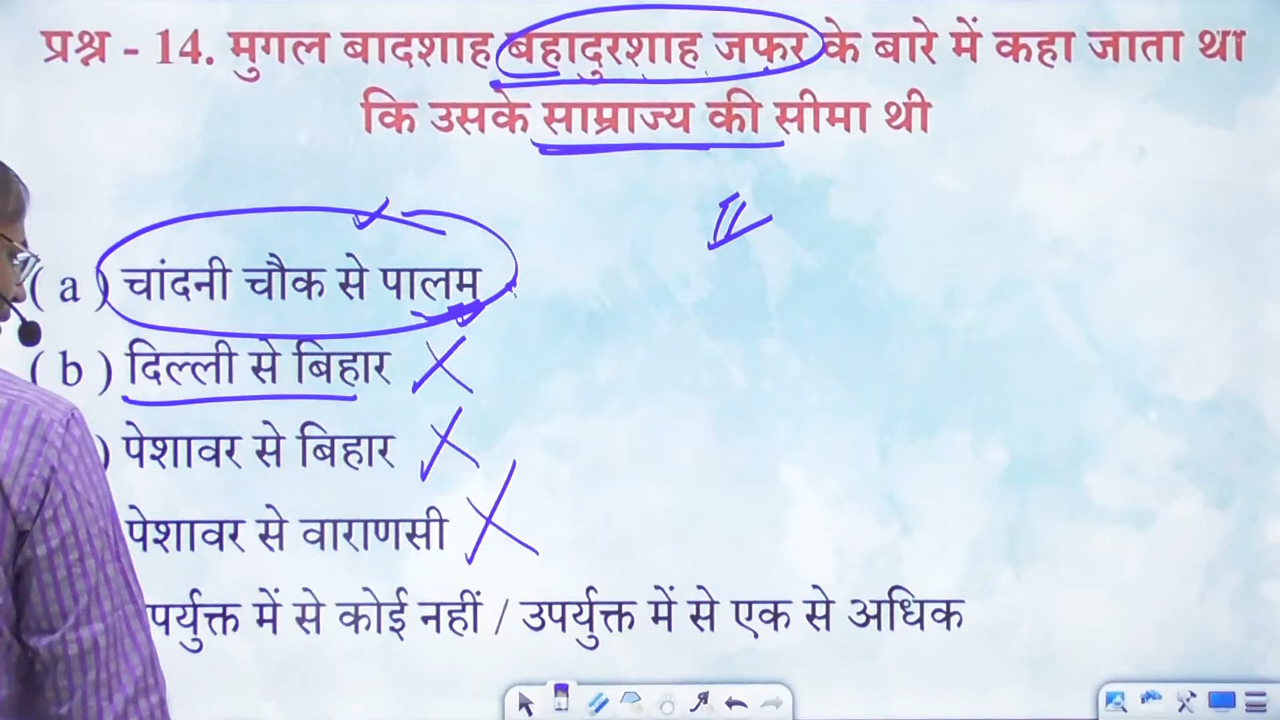 प्रश्न - 14. मुगल बादशाह बहादुरशाह जफर के बारे में कहा जाता था
कि उसके साम्राज्य की सीमा थी
( a ) चांदनी चौक से पालम
( b ) दिल्ली से बिहार
) पेशावर से बिहार
पेशावर से वाराणसी
पर्युक्त में से कोई नहीं / उपर्युक्त में से एक से अधिक